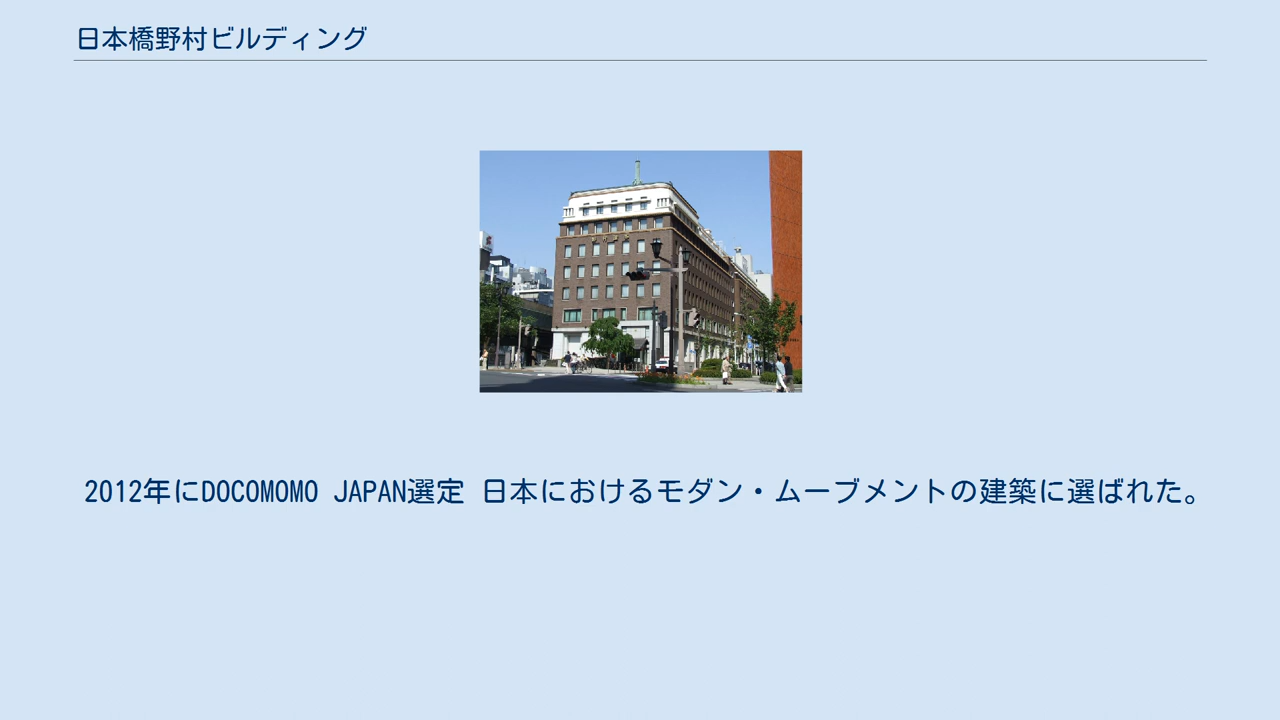 日本橋野村ビルディング
2012年にDOCOMOMO JAPAN選定 日本におけるモダン・ムーブメントの建築に選ばれた。